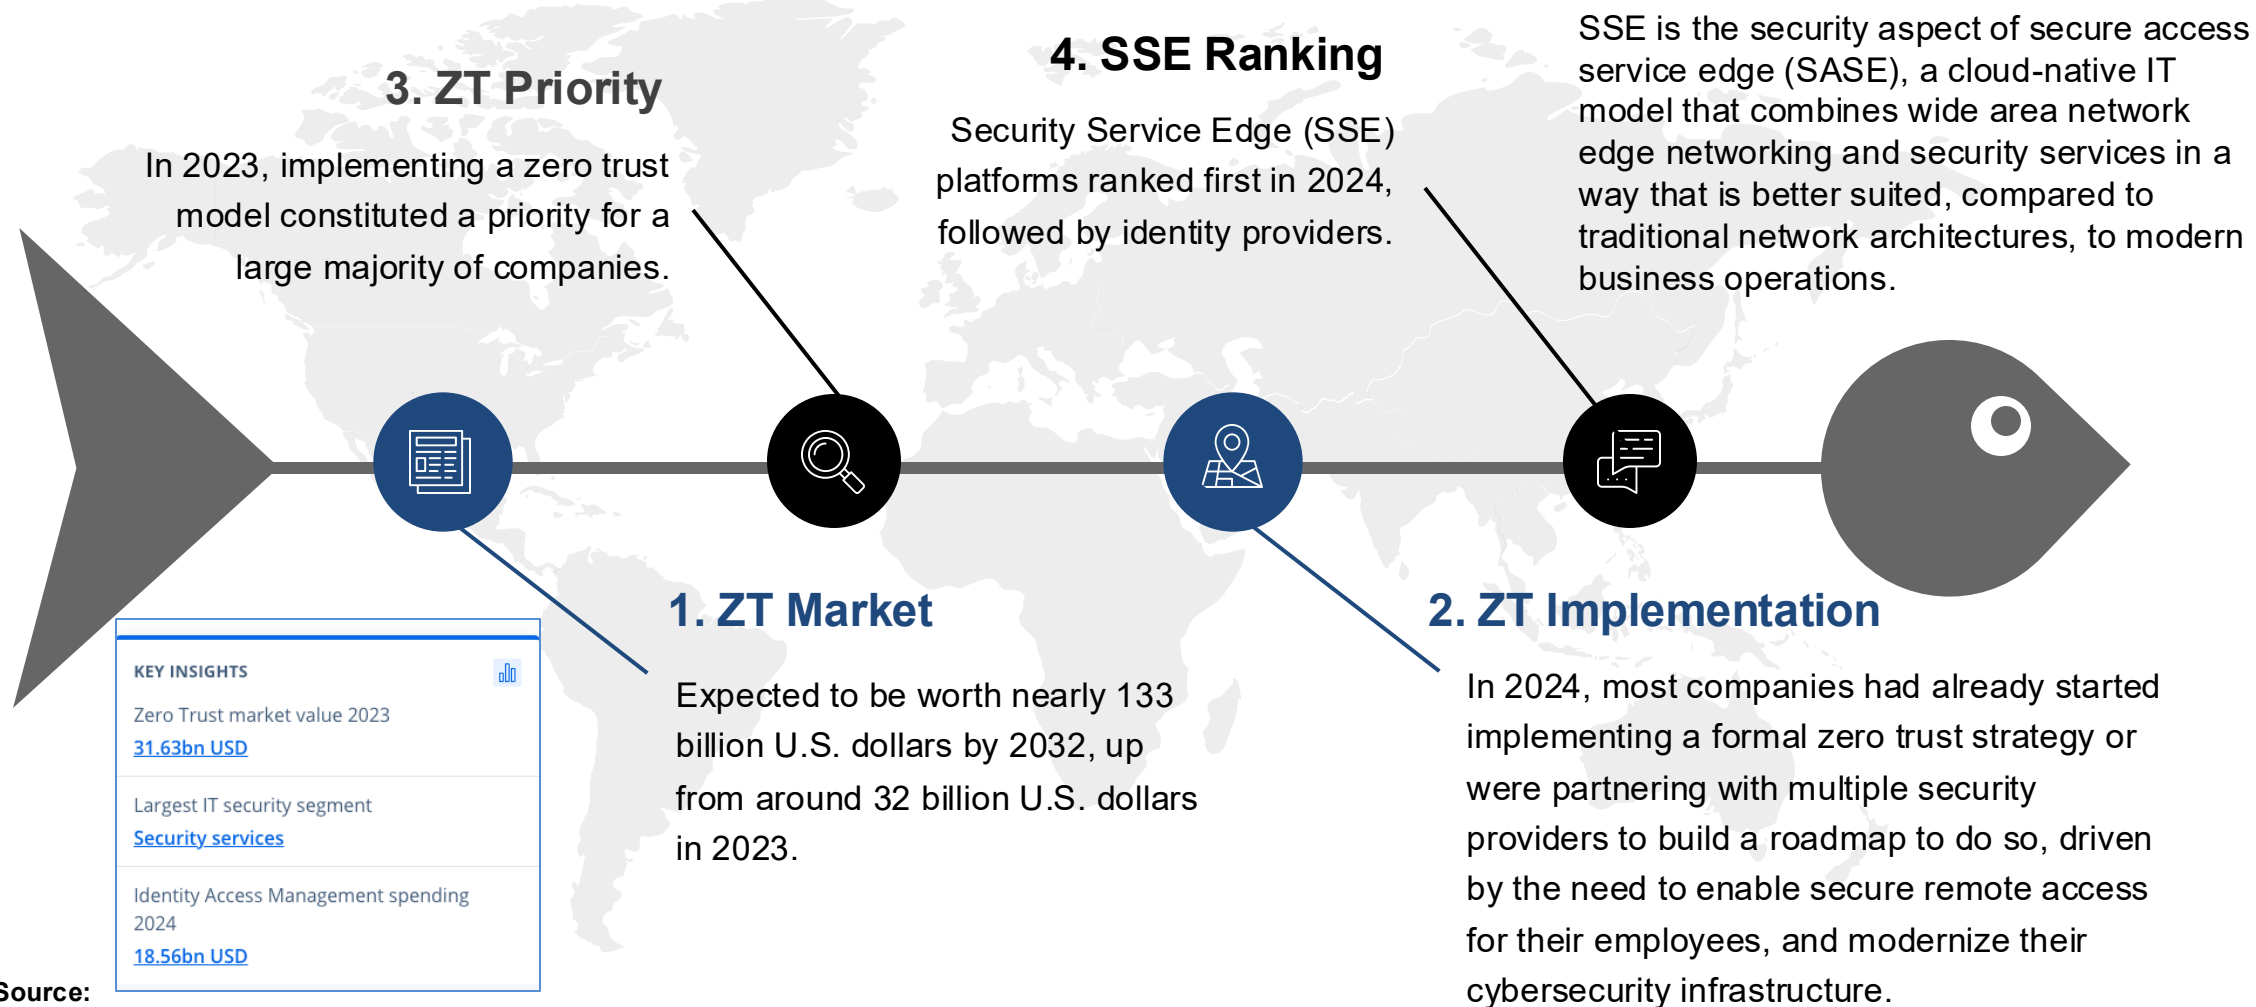 3. ZT Priority
In 2023, implementing a zero trust
model constituted a priority for a
large majority of companies.
4. SSE Ranking
Security Service Edge (SSE)
platforms ranked first in 2024,
followed by identity providers.
SSE is the security aspect of secure access
service edge (SASE), a cloud-native IT
model that combines wide area network
edge networking and security services in a
way that is better suited, compared to
traditional network architectures, to modern
business operations.
1. ZT Market
Expected to be worth nearly 133
billion U.S. dollars by 2032, up
from around 32 billion U.S. dollars
in 2023.
2. ZT Implementation
In 2024, most companies had already started
implementing a formal zero trust strategy or
were partnering with multiple security
providers to build a roadmap to do so, driven
by the need to enable secure remote access
for their employees, and modernize their
cybersecurity infrastructure.
KEY INSIGHTS
Zero Trust market value 2023
31.63bn USD
Largest IT security segment
Security services
Identity Access Management spending
2024
18.56bn USD
Source: